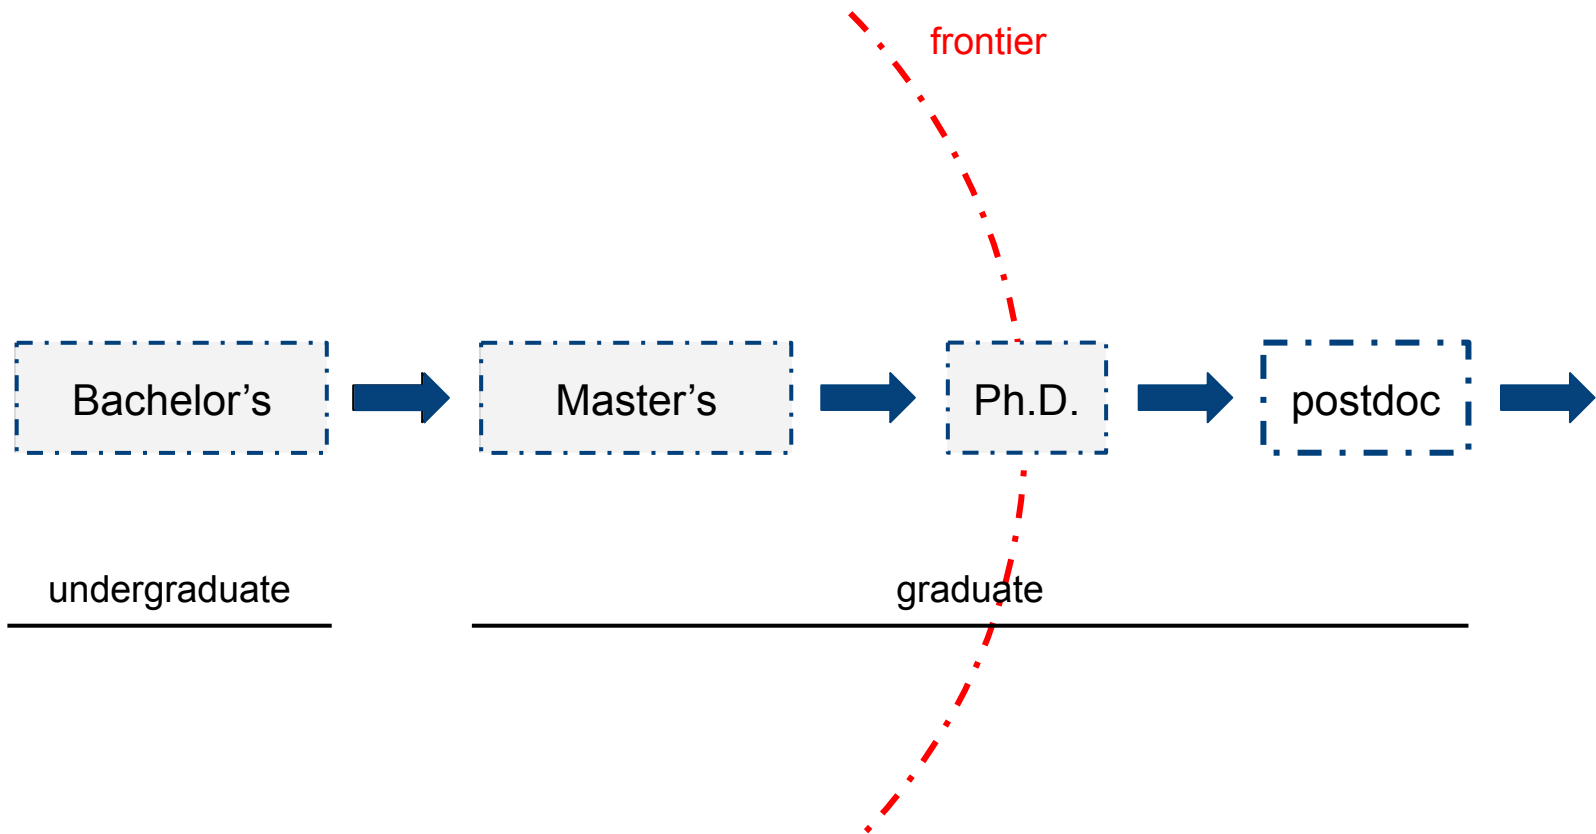 frontier
Bachelor’s
Master’s
Ph.D.
postdoc
undergraduate
graduate